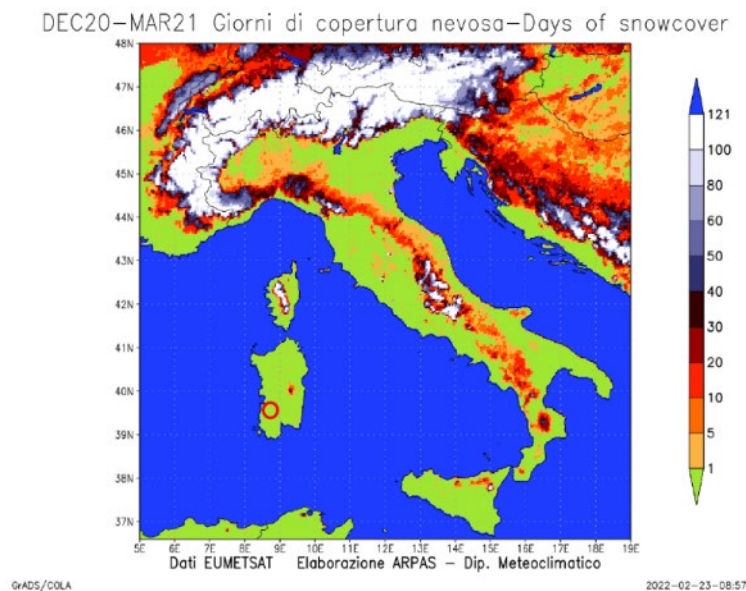 DEC20-MAR21 Giorni di copertura nevosa-Days of snowcover
48N
47N
46N
45N
44N
43N
42N
41N
40N
39N
38N
37N
5E 6E 7E 8E 9E 10E 11E 12E 13E 14E 15E 16E 17E 18E 19E
121
100
80
60
50
40
30
20
10
5
1
Dati EUMETSAT Elaborazione ARPAS - Dip. Meteoclimatico
GrADS/COLA
2022-02-23-08:57